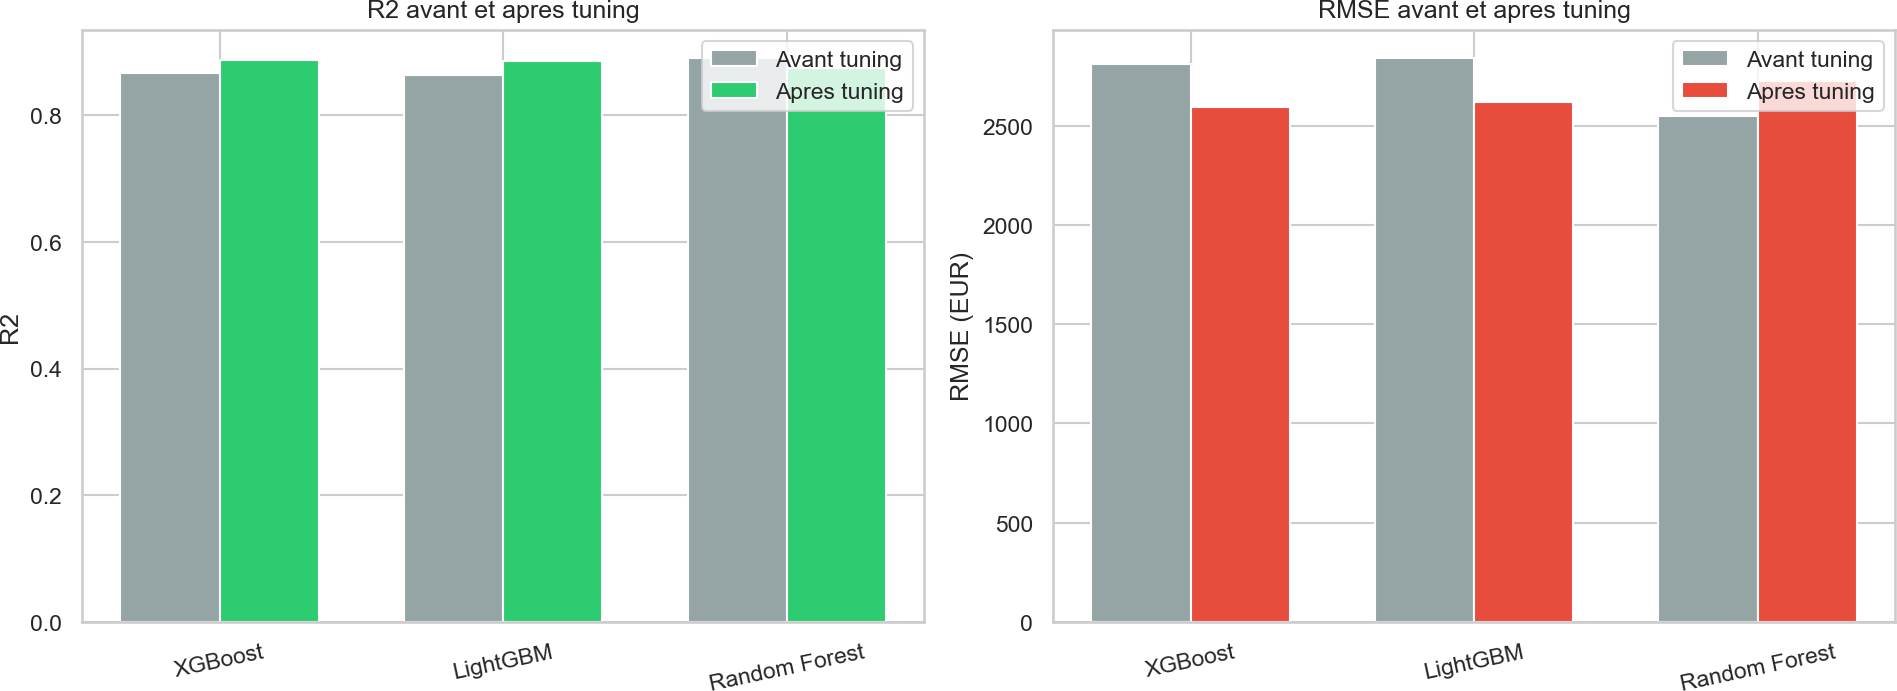 R2 avant et apres tuning
Avant tuning
Apres tuning
R2
0.8
0.6
0.4
0.2
0.0
XGBoost
LightGBM
Random Forest
RMSE avant et apres tuning
Avant tuning
Apres tuning
RMSE (EUR)
2500
2000
1500
1000
500
0
XGBoost
LightGBM
Random Forest